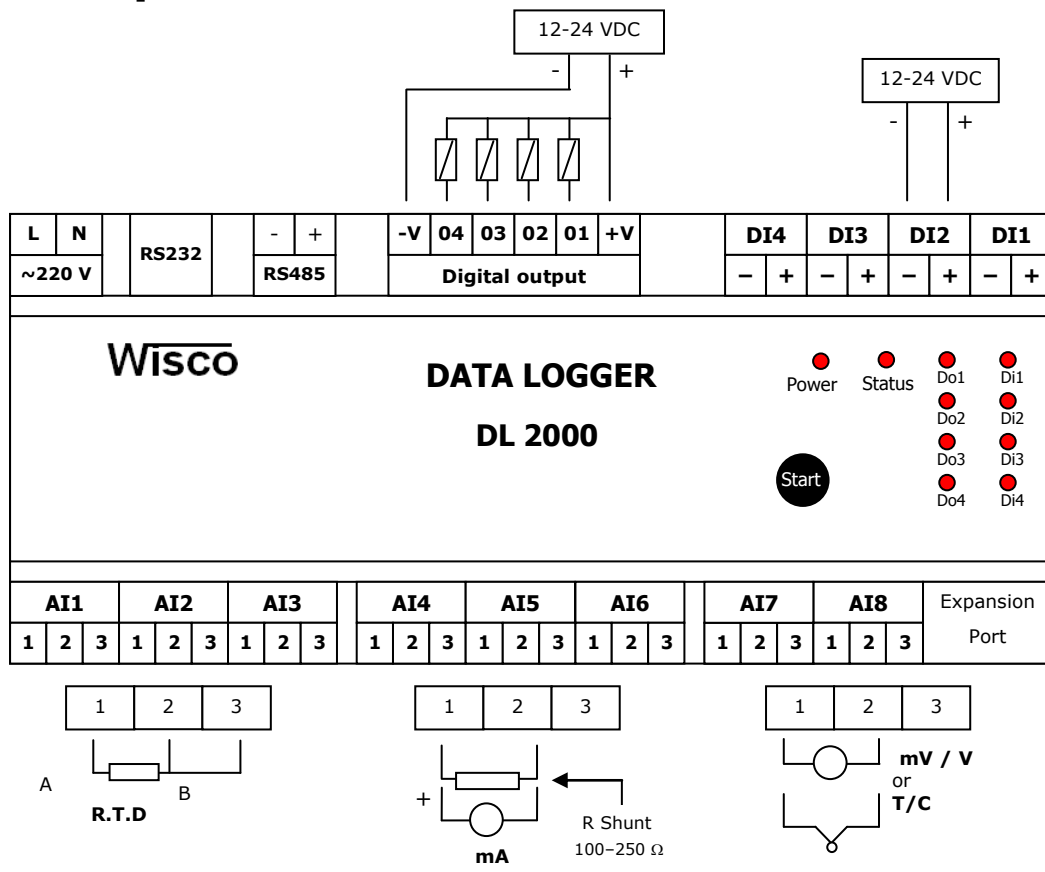 12-24 VDC
- +
12-24 VDC
- +
L N
~220 V
RS232
- +
RS485
-V 04 03 02 01 +V
Digital output
DI4 DI3 DI2 DI1
− + − + − + − +
Wisco
DATA LOGGER
DL 2000
Power Status Do1 Di1
Do2 Di2
Do3 Di3
Do4 Di4
Start
AI1 AI2 AI3 AI4 AI5 AI6 AI7 AI8
1 2 3 1 2 3 1 2 3 1 2 3 1 2 3 1 2 3 1 2 3 1 2 3
Expansion
Port
1 2 3
A
B
R.T.D
1 2 3
+
mA
R Shunt
100–250 Ω
1 2 3
mV / V
or
T/C